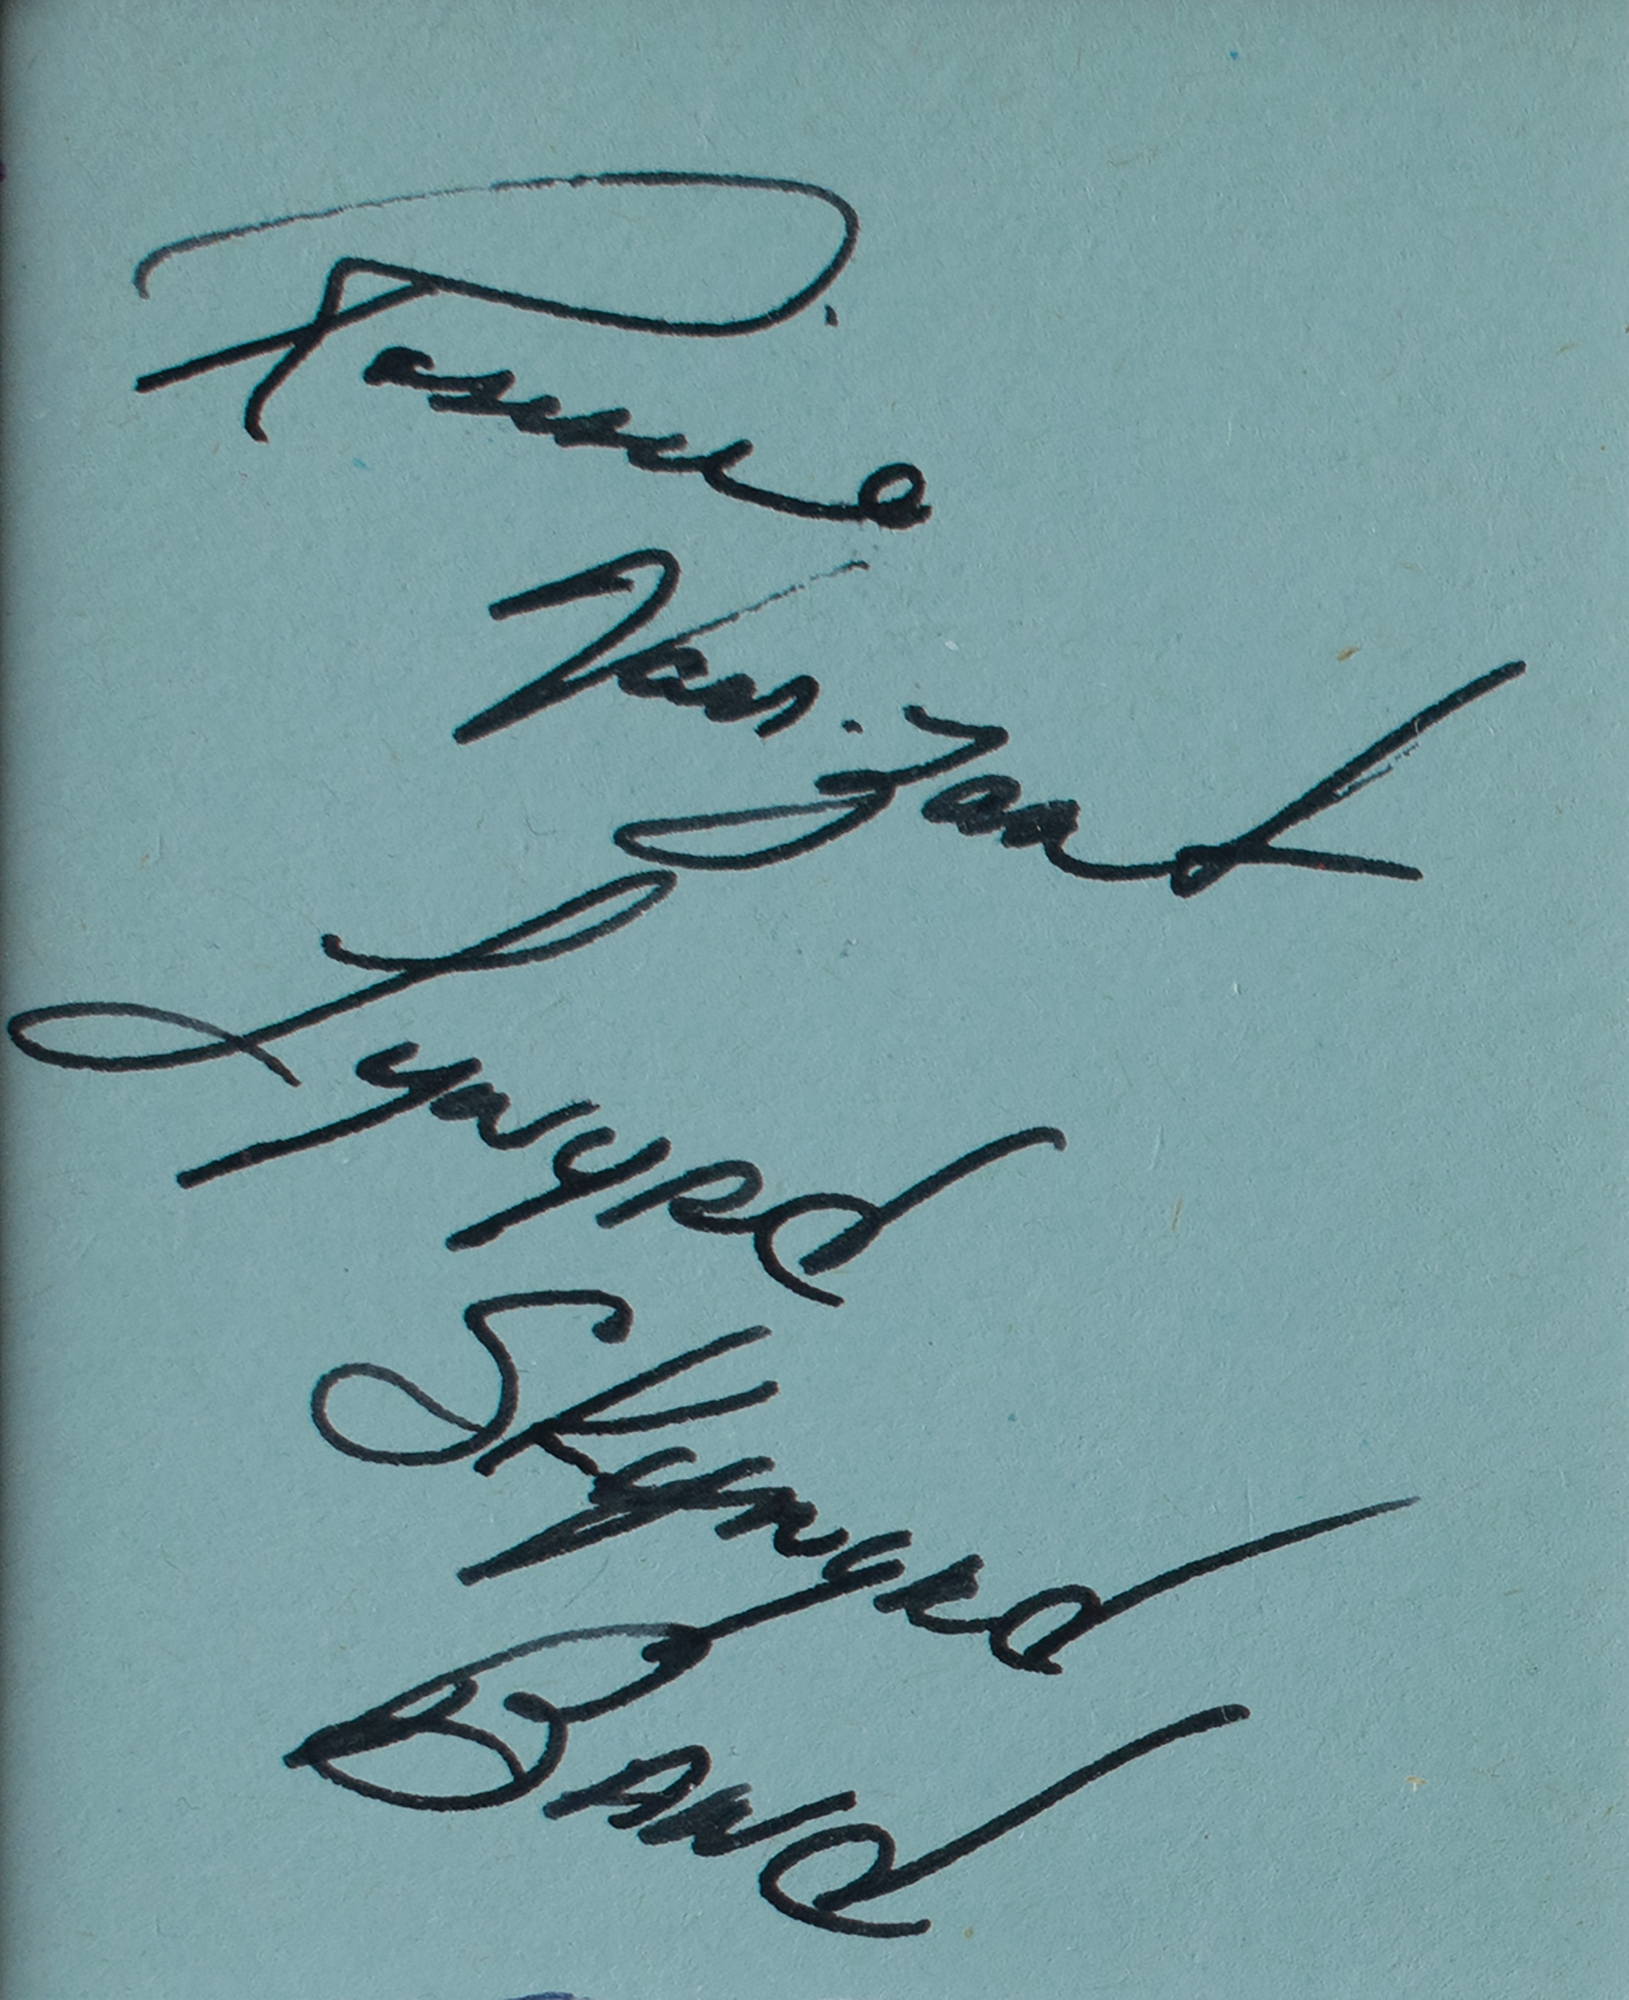 Ronnie
Van-Zant
Lynyrd
Skynyrd
Band